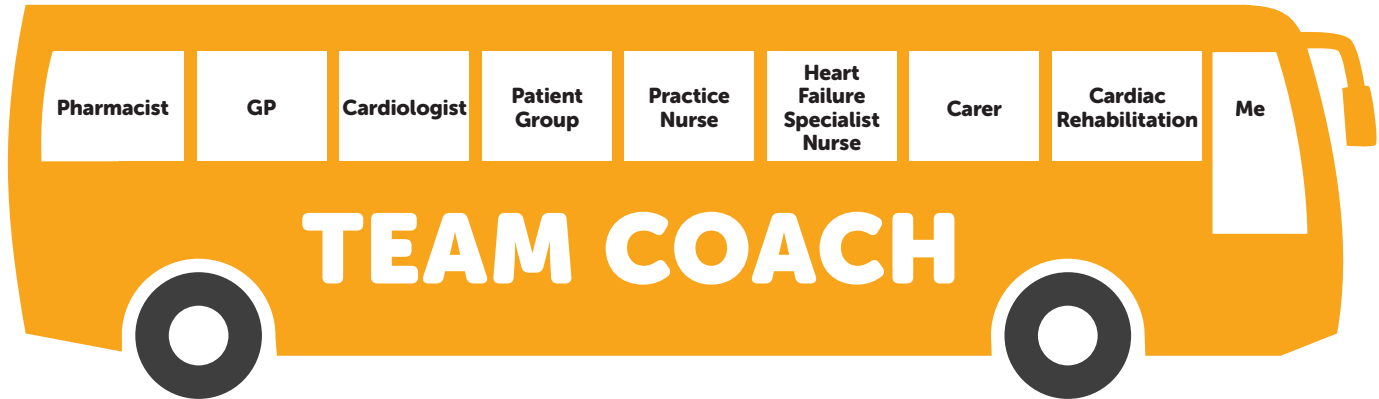 Pharmacist
GP
Cardiologist
Patient
Group
Practice
Nurse
Heart
Failure
Specialist
Nurse
Carer
Cardiac
Rehabilitation
Me
TEAM COACH